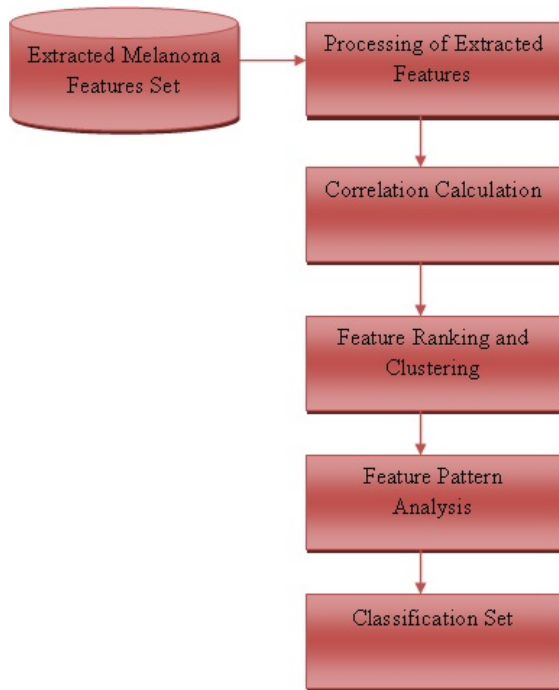 Extracted Melanoma
Features Set
Processing of Extracted
Features
Correlation Calculation
Feature Ranking and
Clustering
Feature Pattern
Analysis
Classification Set